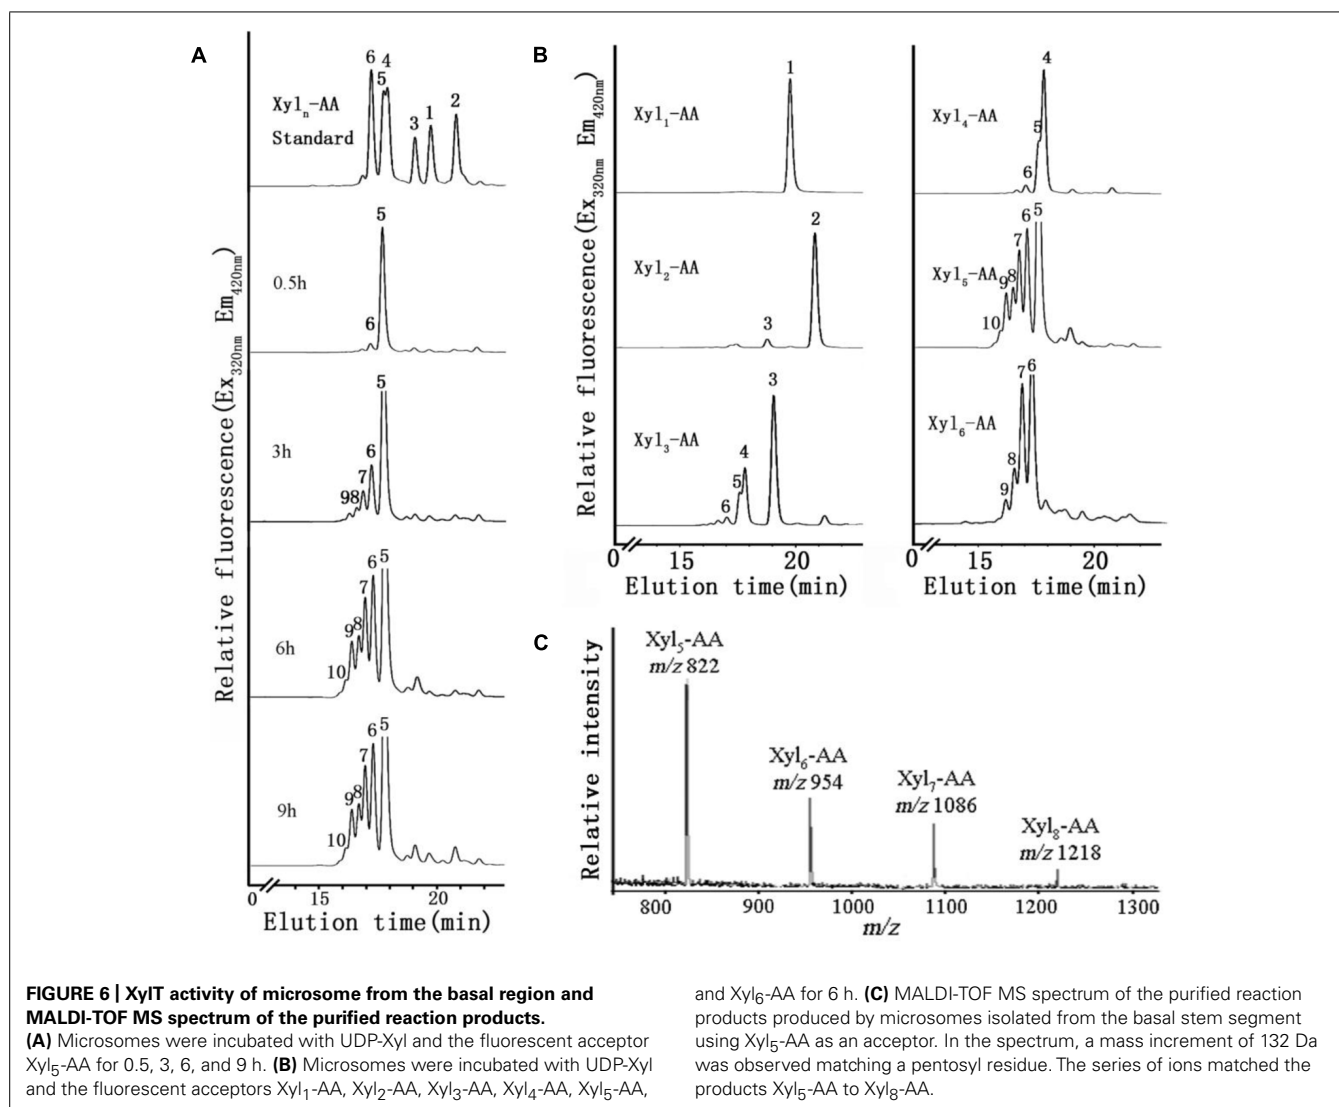 A
Relative fluorescence(Ex320nm Em420nm)
Xyln-AA
Standard
6 4
5
3 1 2
0.5h
5
6
3h
5
6
7
98
6h
5
6
7
8
9
10
9h
5
6
7
8
9
10
15 20
Elution time(min)
B
Relative fluorescence(Ex320nm Em420nm)
Xyl1-AA
1
Xyl2-AA
2
3
Xyl3-AA
3
4
5
6
0 15 20
Elution time(min)
Xyl4-AA
4
5
6
Xyl5-AA
5
6
7
8
9
10
Xyl6-AA
6
7
8
9
0 15 20
Elution time(min)
C
Relative intensity
Xyl5-AA
m/z 822
Xyl6-AA
m/z 954
Xyl7-AA
m/z 1086
Xyl8-AA
m/z 1218
800 900 1000 1100 1200 1300
m/z
FIGURE 6 | XylT activity of microsome from the basal region and
MALDI-TOF MS spectrum of the purified reaction products.
(A) Microsomes were incubated with UDP-Xyl and the fluorescent acceptor
Xyl5-AA for 0.5, 3, 6, and 9 h. (B) Microsomes were incubated with UDP-Xyl
and the fluorescent acceptors Xyl1-AA, Xyl2-AA, Xyl3-AA, Xyl4-AA, Xyl5-AA,
and Xyl6-AA for 6 h. (C) MALDI-TOF MS spectrum of the purified reaction
products produced by microsomes isolated from the basal stem segment
using Xyl5-AA as an acceptor. In the spectrum, a mass increment of 132 Da
was observed matching a pentosyl residue. The series of ions matched the
products Xyl5-AA to Xyl8-AA.